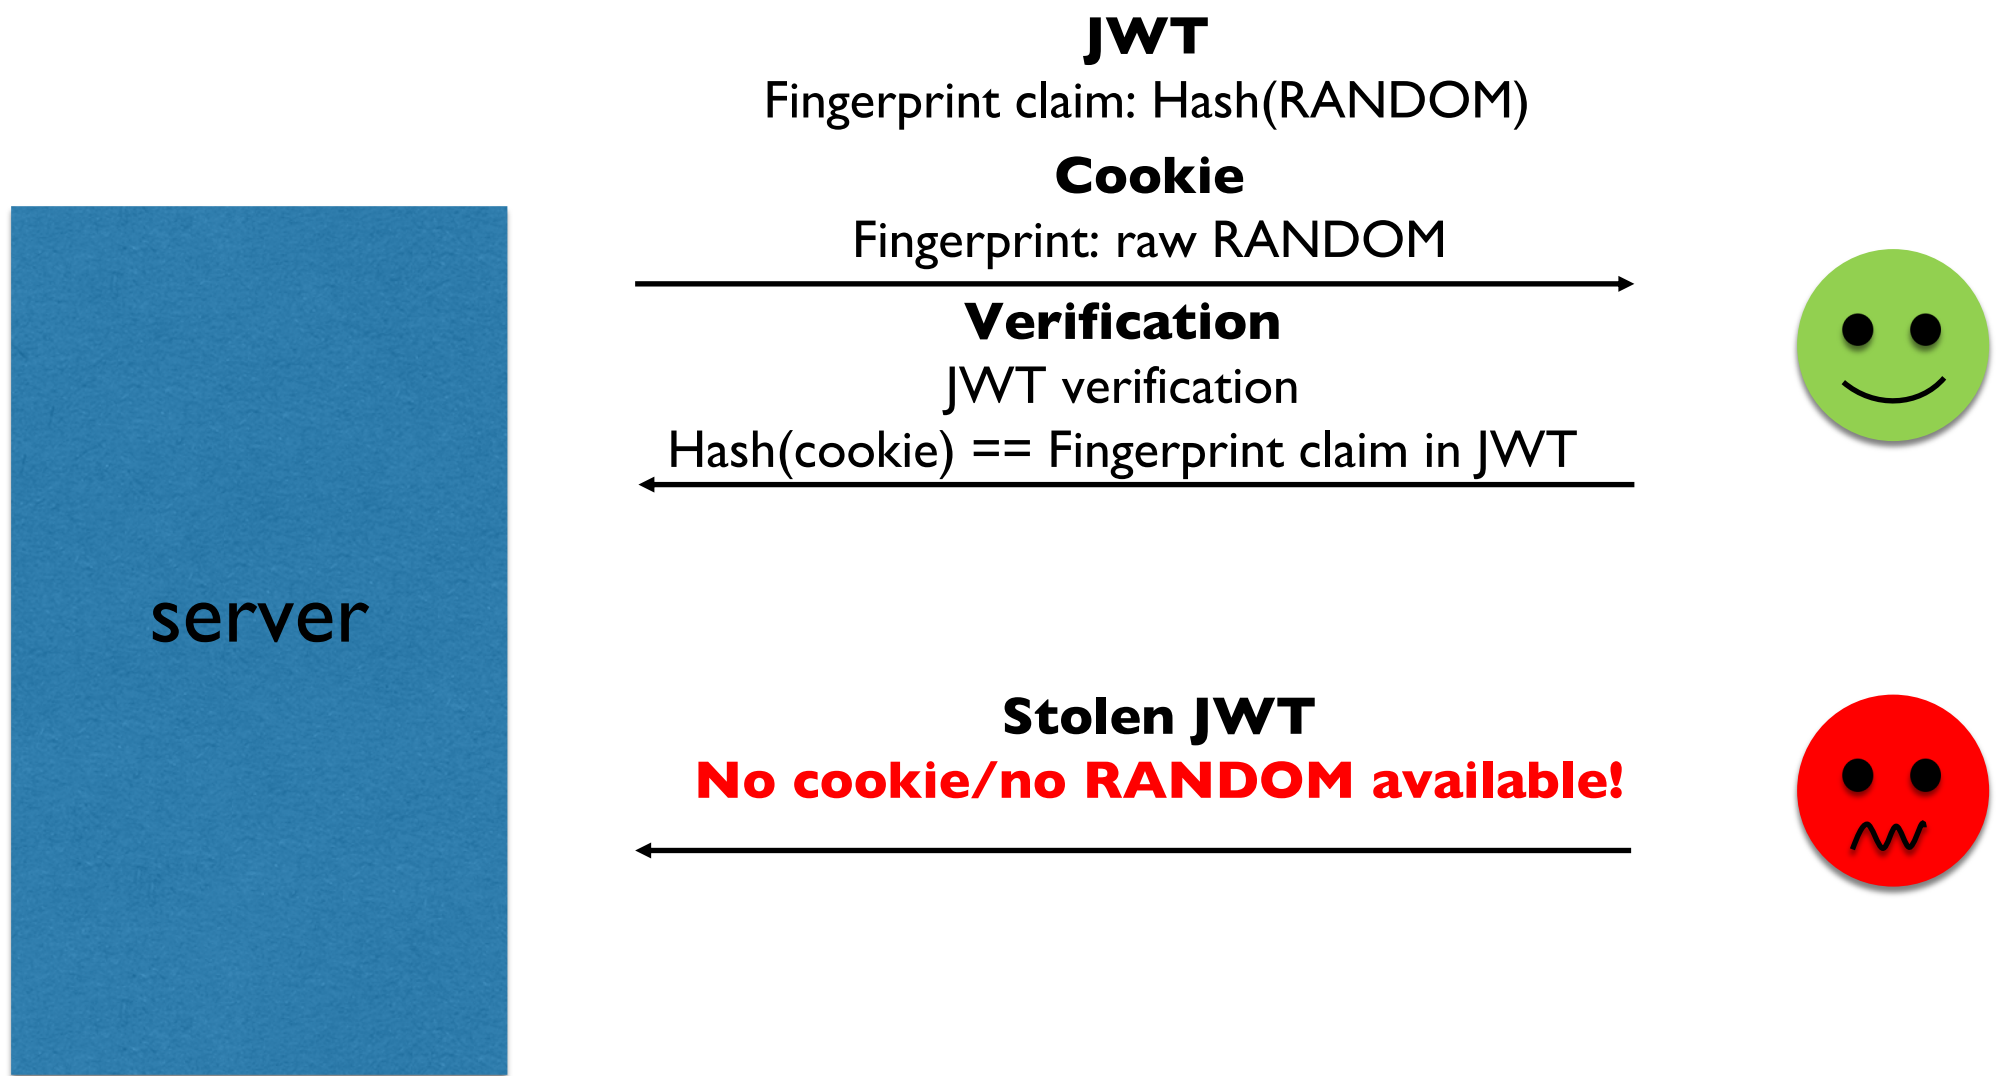 JWT
Fingerprint claim: Hash(RANDOM)
Cookie
Fingerprint: raw RANDOM
Verification
JWT verification
Hash(cookie) == Fingerprint claim in JWT
server
Stolen JWT
No cookie/no RANDOM available!